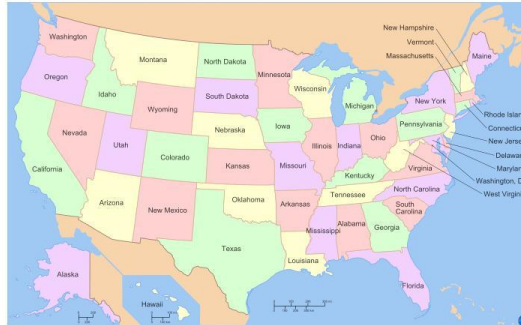 New Hampshire
Vermont
Massachusetts
Washington
Maine
Montana
North Dakota
Minnesota
Oregon
Idaho
Wisconsin
South Dakota
Michigan
New York
Wyoming
Rhode Islan
Connectic
Iowa
Pennsylvania
Nebraska
New Jerse
Nevada
Ohio
Delawa
Utah
Illinois
Indiana
Marylan
Colorado
California
Kansas
Missouri
Virginia
Washington, D
Kentucky
West Virgin
North Carolina
Tennessee
Oklahoma
Arizona
New Mexico
Arkansas
South
Carolina
Mississippi
Alabama
Georgia
Texas
Louisiana
Alaska
Florida
Hawaii